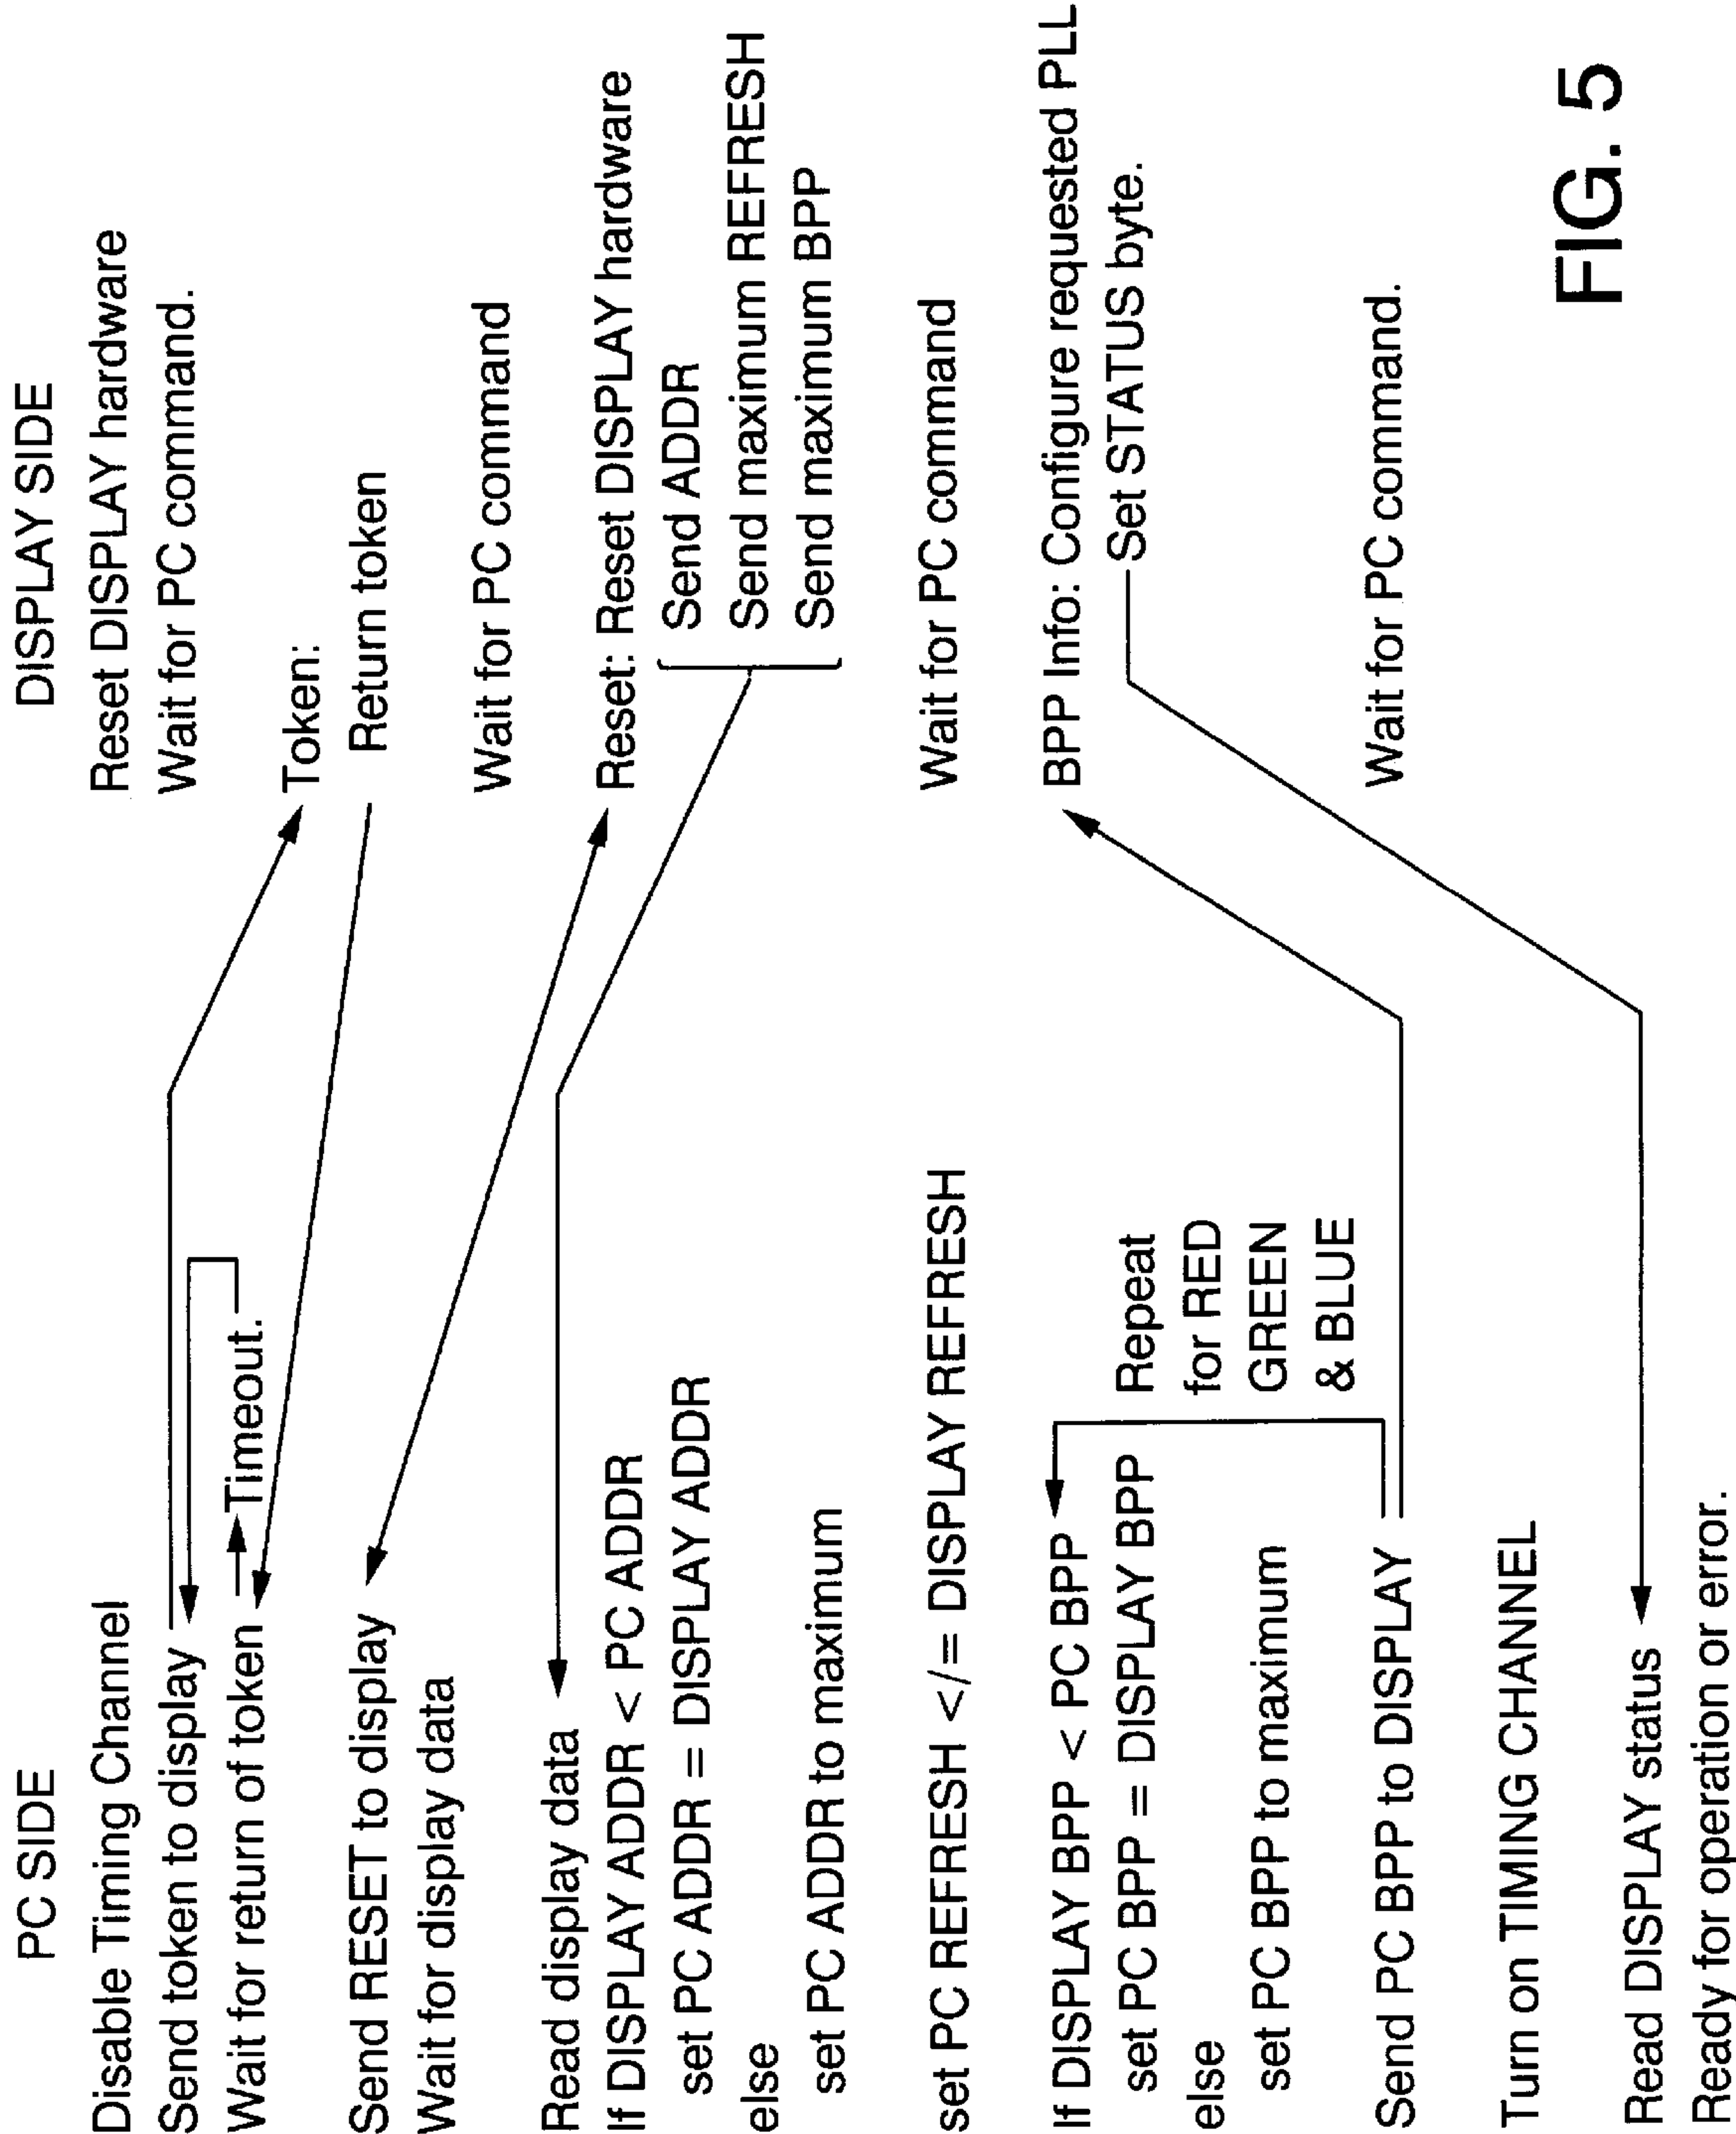 PC SIDE
Disable Timing Channel
Send token to display
Wait for return of token
Timeout.
Send RESET to display
Wait for display data
Read display data
If DISPLAY ADDR < PC ADDR
set PC ADDR = DISPLAY ADDR
else
set PC ADDR to maximum
set PC REFRESH </= DISPLAY REFRESH
If DISPLAY BPP < PC BPP
set PC BPP = DISPLAY BPP
else
set PC BPP to maximum
Send PC BPP to DISPLAY
Repeat
for RED
GREEN
& BLUE
Turn on TIMING CHANNEL
Read DISPLAY status
Ready for operation or error.
DISPLAY SIDE
Reset DISPLAY hardware
Wait for PC command.
Token:
Return token
Wait for PC command
Reset: Reset DISPLAY hardware
Send ADDR
Send maximum REFRESH
Send maximum BPP
Wait for PC command
BPP Info: Configure requested PLL
Set STATUS byte.
Wait for PC command.
FIG. 5